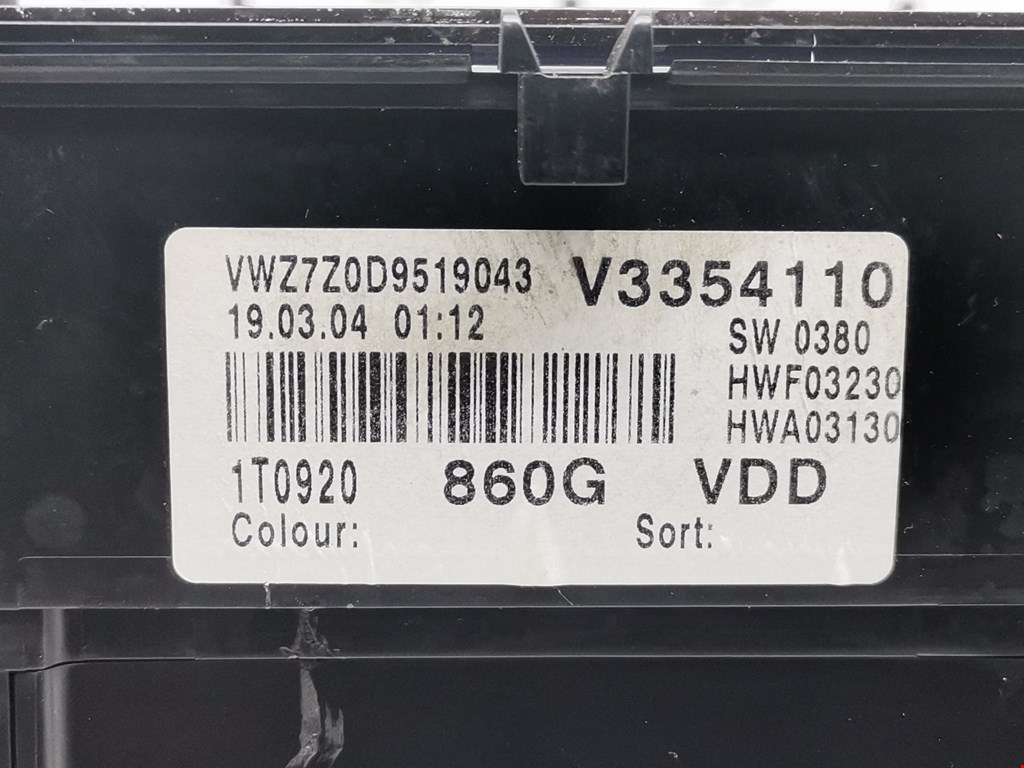 VWZ7Z0D9519043 V3354110
19.03.04 01:12 SW 0380
HWF03230
HWA03130
1T0920 860G VDD
Colour: Sort: